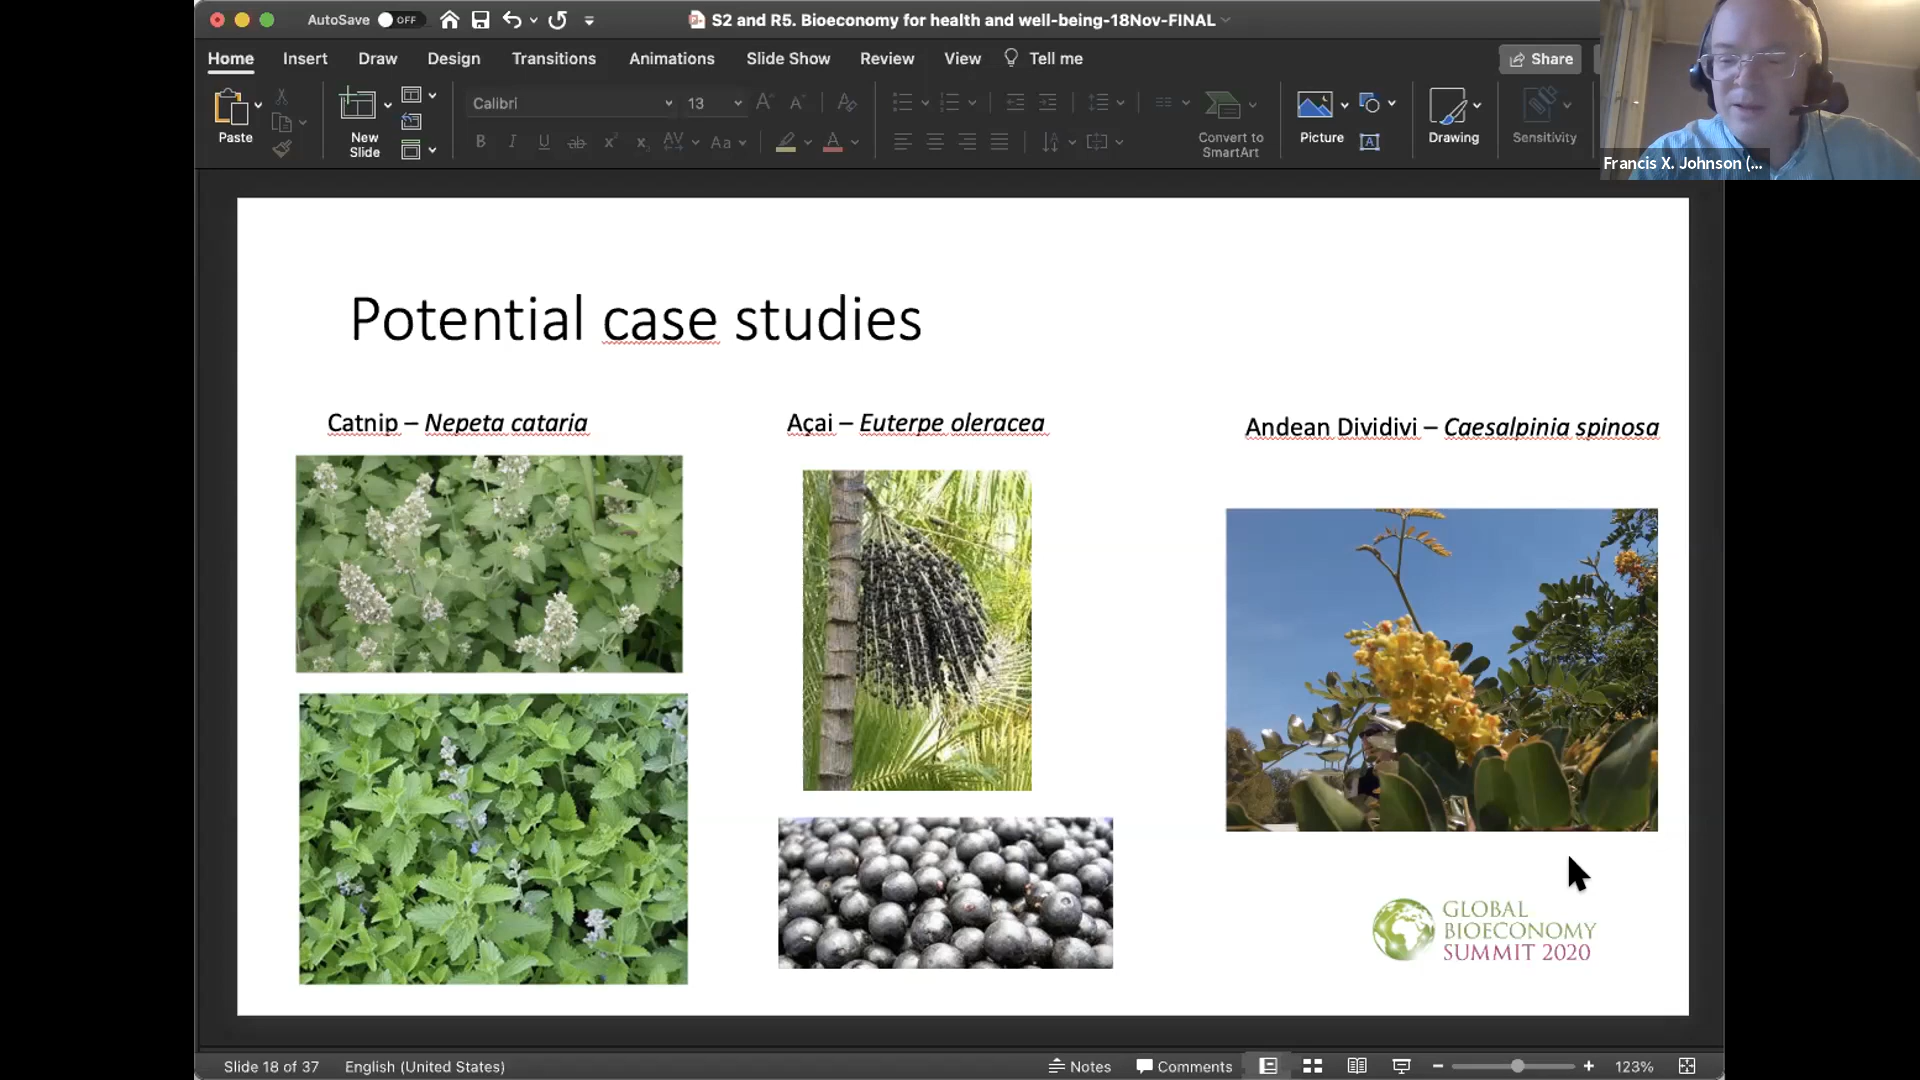 AutoSave OFF
S2 and R5. Bioeconomy for health and well-being-18Nov-FINAL
Home Insert Draw Design Transitions Animations Slide Show Review View Tell me
Share
Paste
New
Slide
Calibri
13
Convert to
SmartArt
Picture
Drawing
Sensitivity
Francis X. Johnson (...
Potential case studies
Catnip – Nepeta cataria
Açai – Euterpe oleracea
Andean Dividivi – Caesalpinia spinosa
GLOBAL
BIOECONOMY
SUMMIT 2020
Slide 18 of 37
English (United States)
Notes
Comments
123%